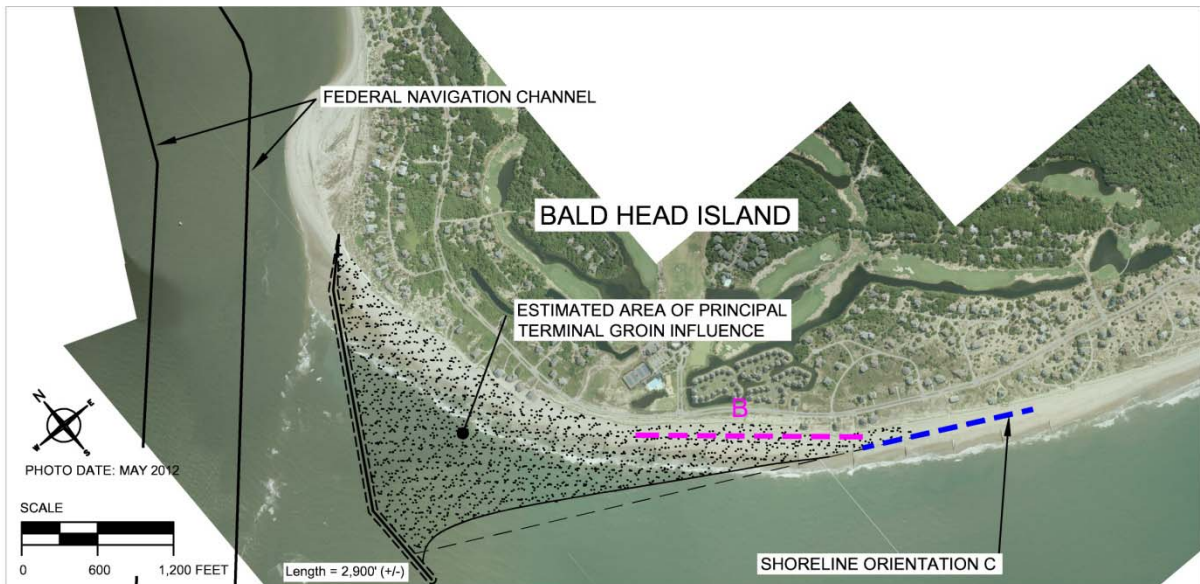 FEDERAL NAVIGATION CHANNEL
BALD HEAD ISLAND
ESTIMATED AREA OF PRINCIPAL
TERMINAL GROIN INFLUENCE
B
N
E
W
S
PHOTO DATE: MAY 2012
SCALE
0 600 1,200 FEET
Length = 2,900' (+/-)
SHORELINE ORIENTATION C